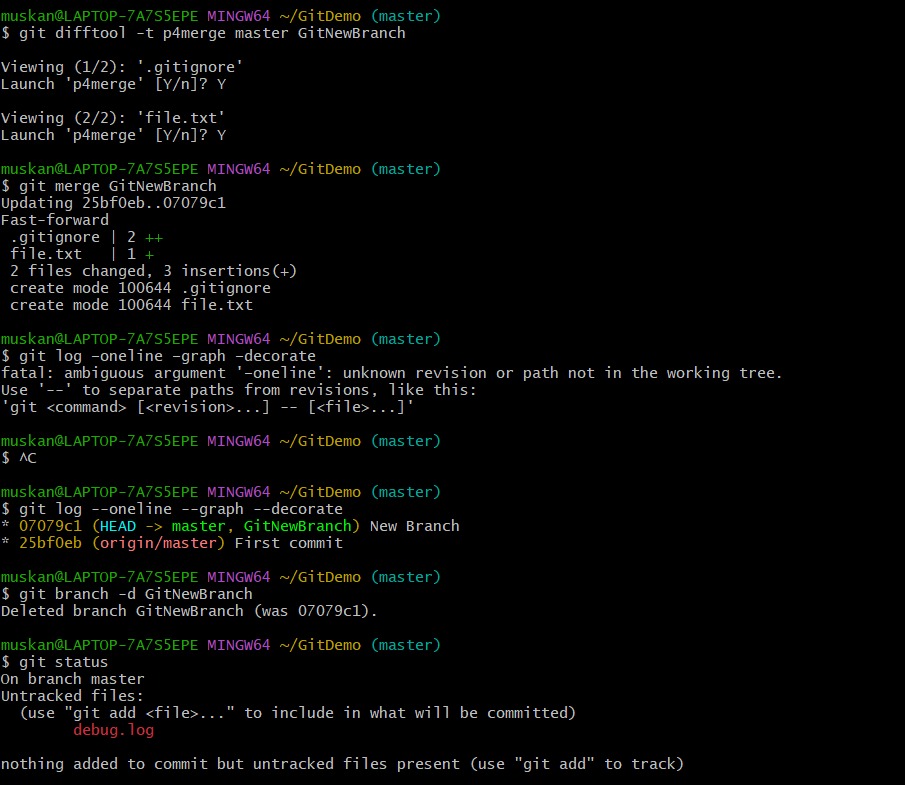 muskan@LAPTOP-7A7S5EPE MINGW64 ~/GitDemo (master)
$ git difftool -t p4merge master GitNewBranch

Viewing (1/2): '.gitignore'
Launch 'p4merge' [Y/n]? Y

Viewing (2/2): 'file.txt'
Launch 'p4merge' [Y/n]? Y

muskan@LAPTOP-7A7S5EPE MINGW64 ~/GitDemo (master)
$ git merge GitNewBranch
Updating 25bf0eb..07079c1
Fast-forward
 .gitignore | 2 ++
 file.txt   | 1 +
 2 files changed, 3 insertions(+)
 create mode 100644 .gitignore
 create mode 100644 file.txt

muskan@LAPTOP-7A7S5EPE MINGW64 ~/GitDemo (master)
$ git log -oneline -graph -decorate
fatal: ambiguous argument '-oneline': unknown revision or path not in the working tree.
Use '--' to separate paths from revisions, like this:
'git <command> [<revision>...] -- [<file>...]'

muskan@LAPTOP-7A7S5EPE MINGW64 ~/GitDemo (master)
$ ^C

muskan@LAPTOP-7A7S5EPE MINGW64 ~/GitDemo (master)
$ git log --oneline --graph --decorate
* 07079c1 (HEAD -> master, GitNewBranch) New Branch
* 25bf0eb (origin/master) First commit

muskan@LAPTOP-7A7S5EPE MINGW64 ~/GitDemo (master)
$ git branch -d GitNewBranch
Deleted branch GitNewBranch (was 07079c1).

muskan@LAPTOP-7A7S5EPE MINGW64 ~/GitDemo (master)
$ git status
On branch master
Untracked files:
  (use "git add <file>..." to include in what will be committed)
        debug.log

nothing added to commit but untracked files present (use "git add" to track)